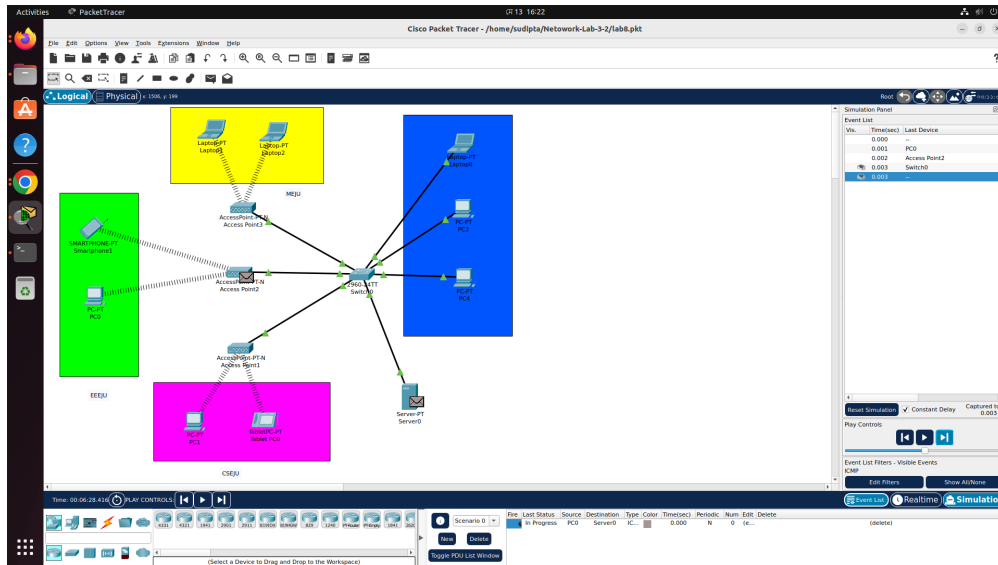 Activities
PacketTracer
13 16:22
Cisco Packet Tracer - /home/sudipta/Netowork-Lab-3-2/lab8.pkt
File Edit Options View Tools Extensions Window Help
Logical Physical x: 1506, y: 199
Root
Laptop-PT
Laptop1
Laptop-PT
Laptop2
MEJU
AccessPoint-PT-N
Access Point3
SMARTPHONE-PT
Smartphone1
PC-PT
PC0
EEEJU
AccessPoint-PT-N
Access Point2
2960-24TT
Switch0
Laptop-PT
Laptop0
PC-PT
PC-PT
PC4
AccessPoint-PT-N
Access Point1
PC-PT
PC1
TabletPC-PT
Tablet PC0
CSEJU
Server-PT
Server0
Simulation Panel
Event List
Vis. Time(sec) Last Device
0.000 --
0.001 PC0
0.002 Access Point2
0.003 Switch0
0.003 --
Reset Simulation Constant Delay Captured to
0.003
Play Controls
Event List Filters - Visible Events
ICMP
Edit Filters Show All/None
Time: 00:06:28.416 PLAY CONTROLS:
Event List Realtime Simulatio
4331 4321 1941 2901 2911 819IOX 819HGW 829 1240 PT-Router PT-Empty 1841
(Select a Device to Drag and Drop to the Workspace)
Scenario 0
New Delete
Toggle PDU List Window
Fire Last Status Source Destination Type Color Time(sec) Periodic Num Edit Delete
In Progress PC0 Server0 IC... 0.000 N 0 (e... (delete)